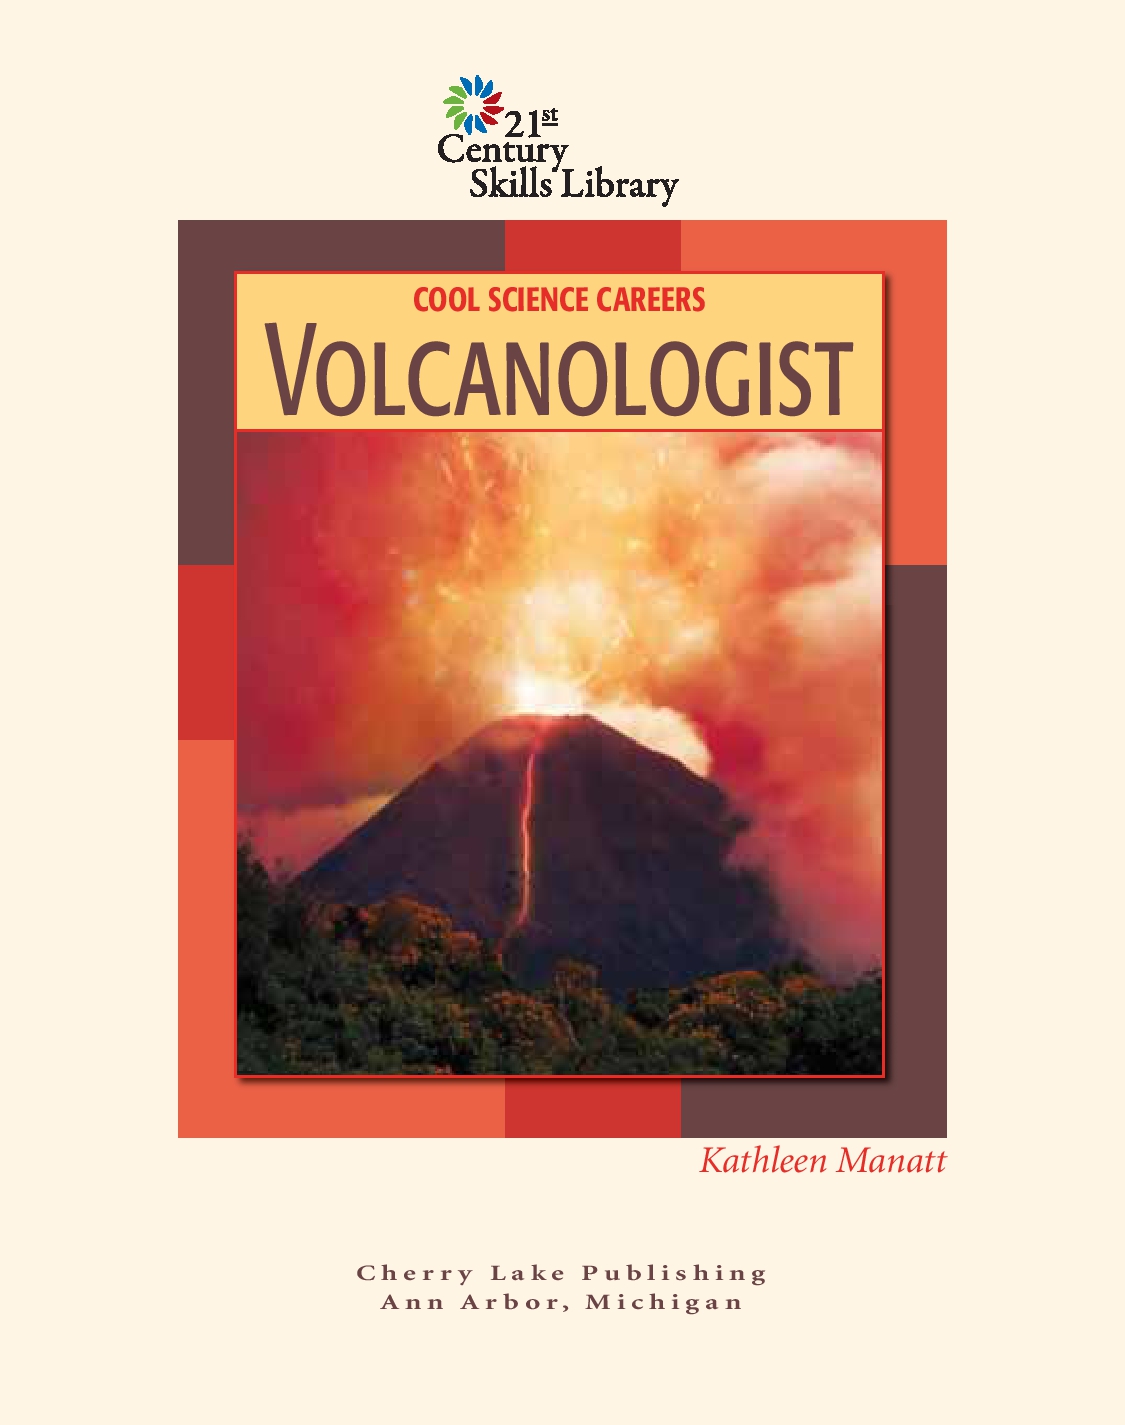 21st
Century
Skills Library
COOL SCIENCE CAREERS
VOLCANOLOGIST
Kathleen Manatt
Cherry Lake Publishing
Ann Arbor, Michigan